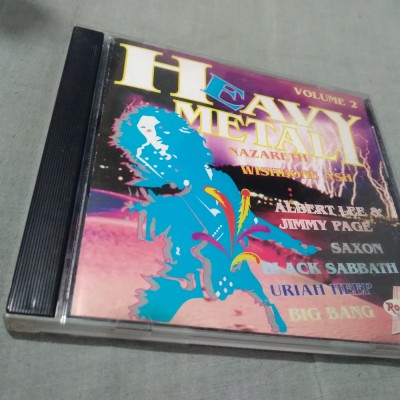 VOLUME 2
HEAVY
METAL
NAZARETH
WISHBONE ASH
ALBERT LEE &
JIMMY PAGE
SAXON
BLACK SABBATH
URIAH HEEP
BIG BANG